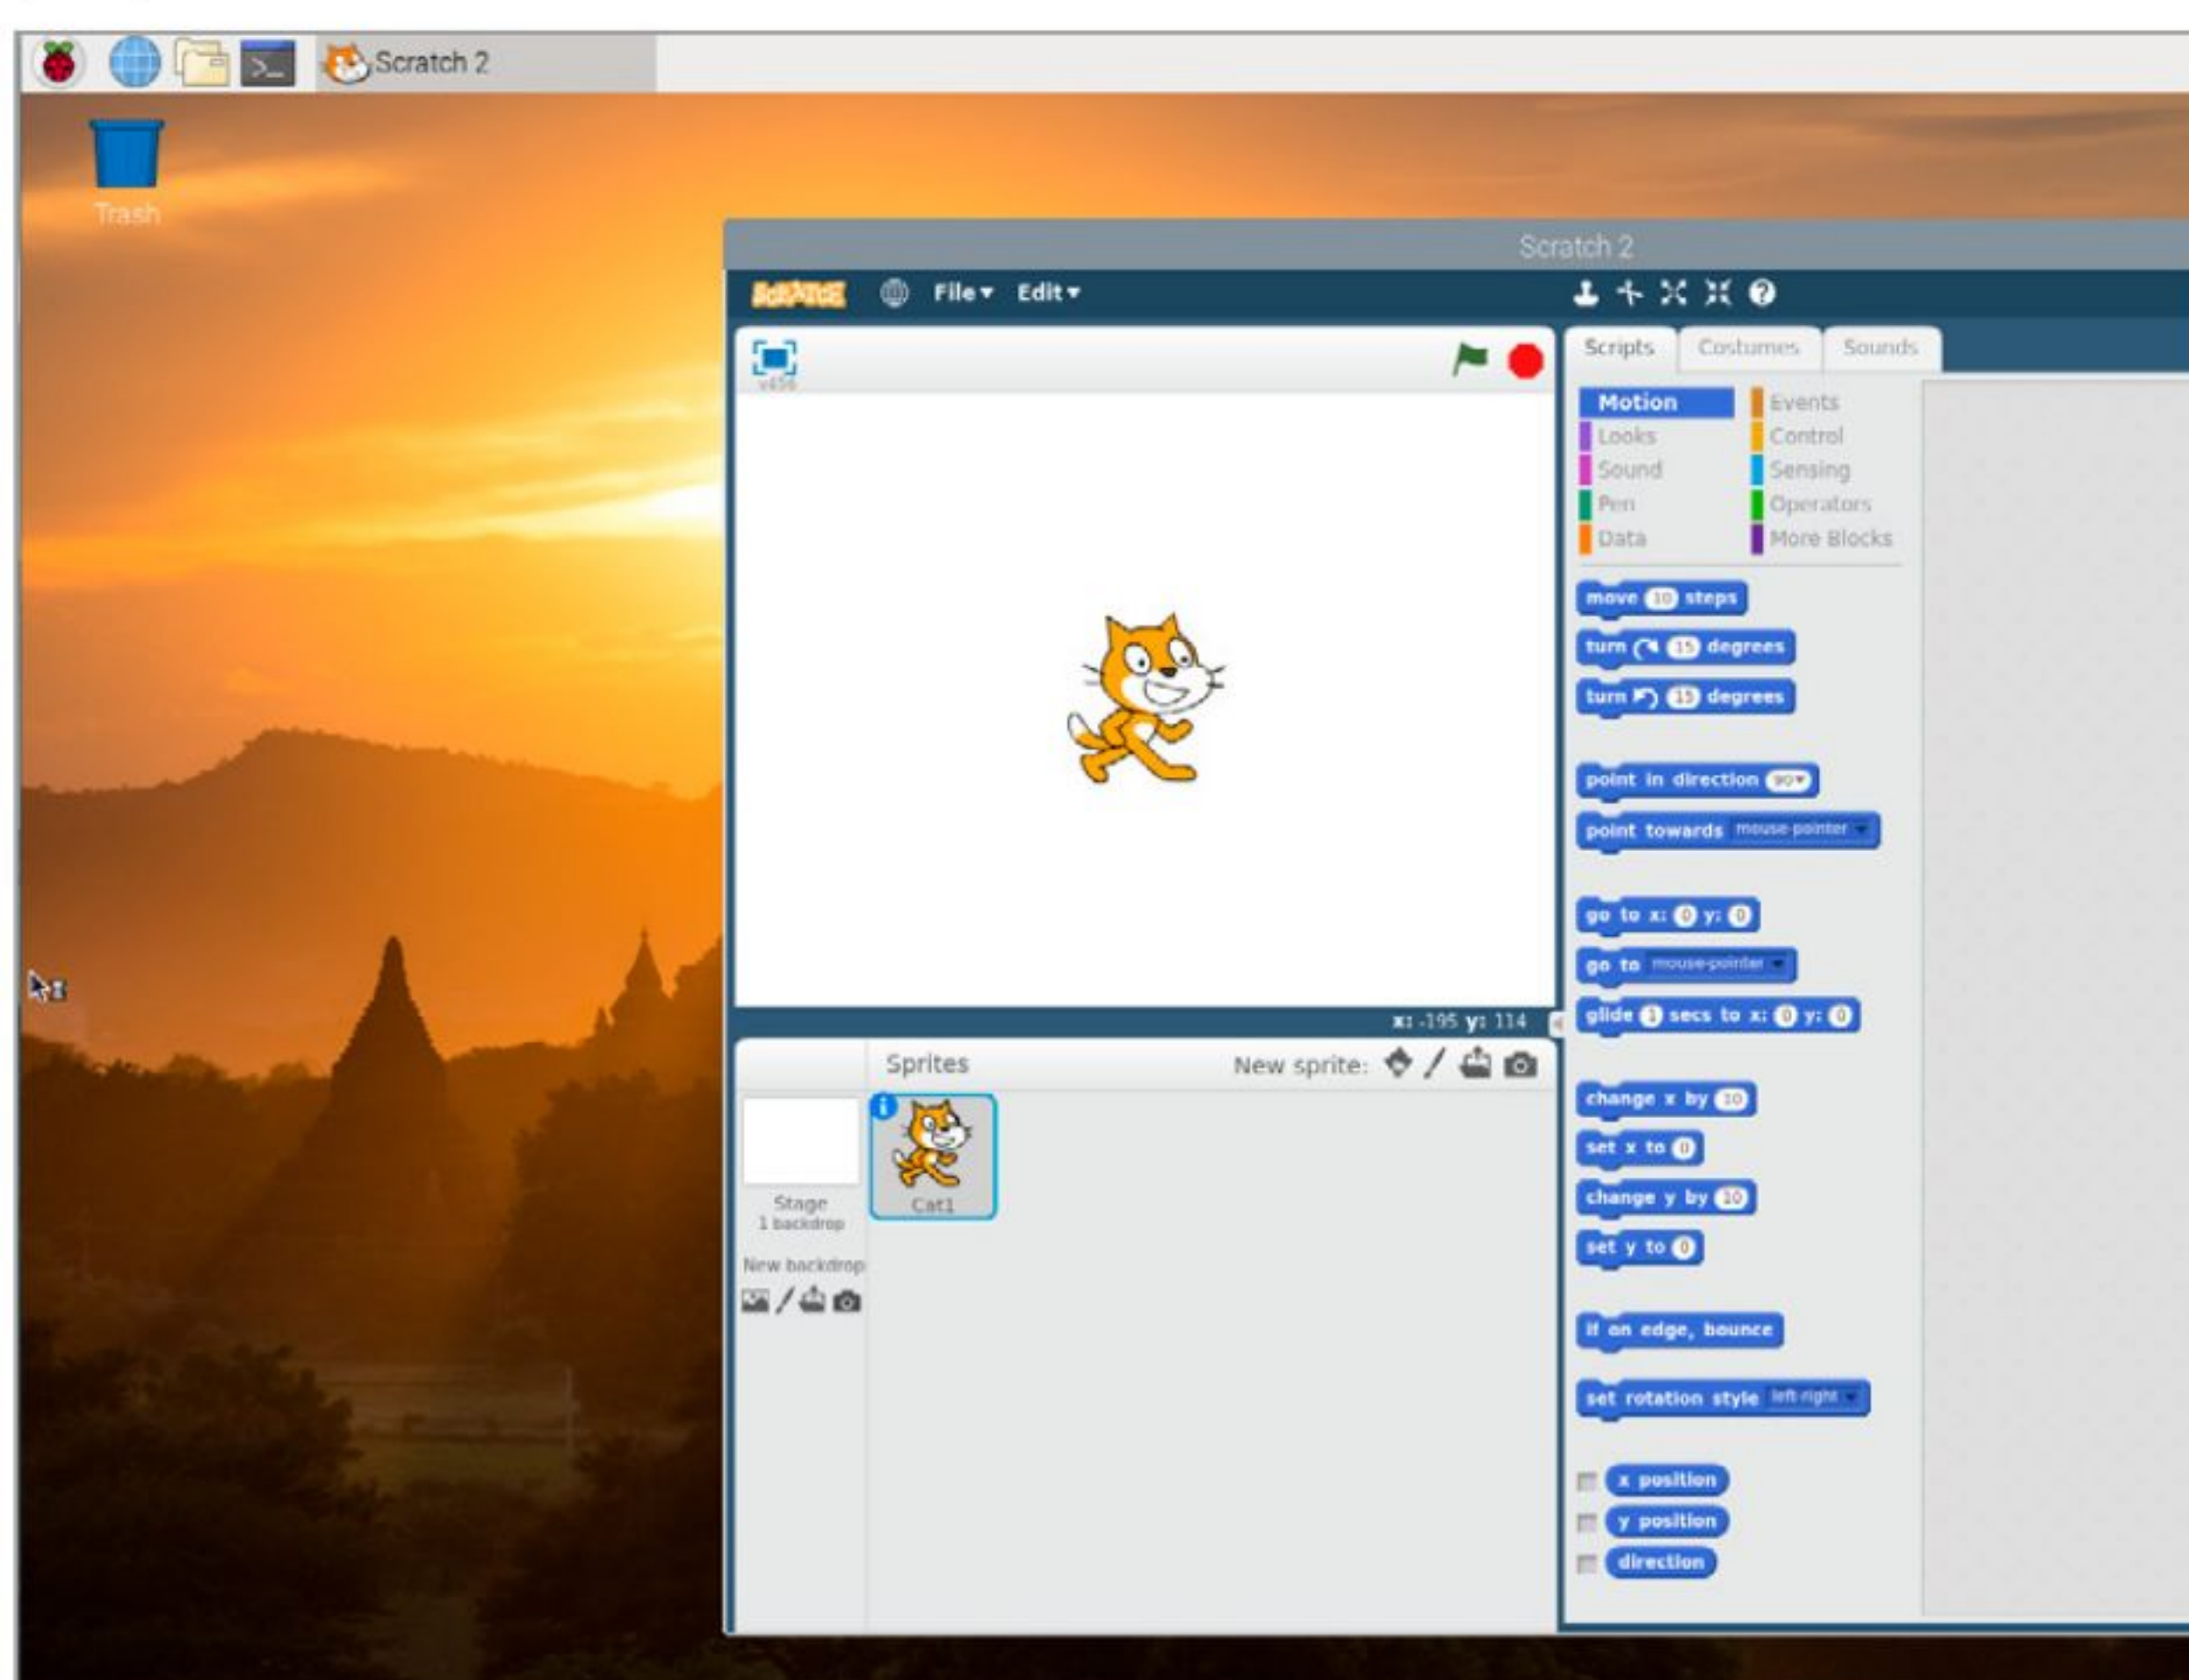 Scratch 2
Trash
Scratch 2
SCRATCH
File▾ Edit▾
v456
Scripts Costumes Sounds
Motion Events
Looks Control
Sound Sensing
Pen Operators
Data More Blocks
move 10 steps
turn 15 degrees
turn 15 degrees
point in direction 90▾
point towards mouse-pointer
go to x: 0 y: 0
go to mouse-pointer
glide 1 secs to x: 0 y: 0
change x by 10
set x to 0
change y by 10
set y to 0
if on edge, bounce
set rotation style left-right
x position
y position
direction
x: -195 y: 114
Sprites New sprite:
Stage
1 backdrop
New backdrop
Cat1